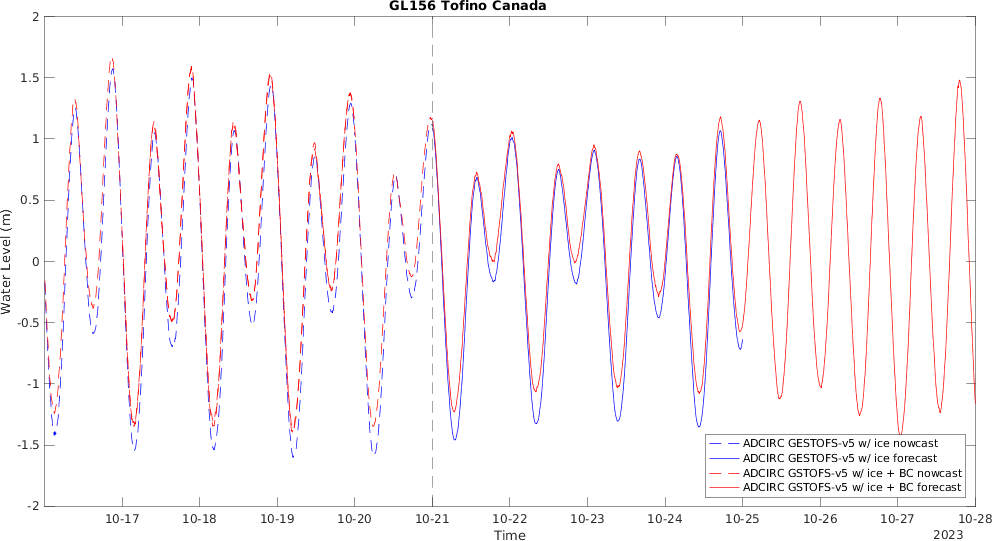 GL156 Tofino Canada
2
1.5
1
0.5
0
-0.5
-1
-1.5
-2
Water Level (m)
ADCIRC GESTOFS-v5 w/ ice nowcast
ADCIRC GESTOFS-v5 w/ ice forecast
ADCIRC GSTOFS-v5 w/ ice + BC nowcast
ADCIRC GSTOFS-v5 w/ ice + BC forecast
10-17 10-18 10-19 10-20 10-21 10-22 10-23 10-24 10-25 10-26 10-27 10-28
Time
2023